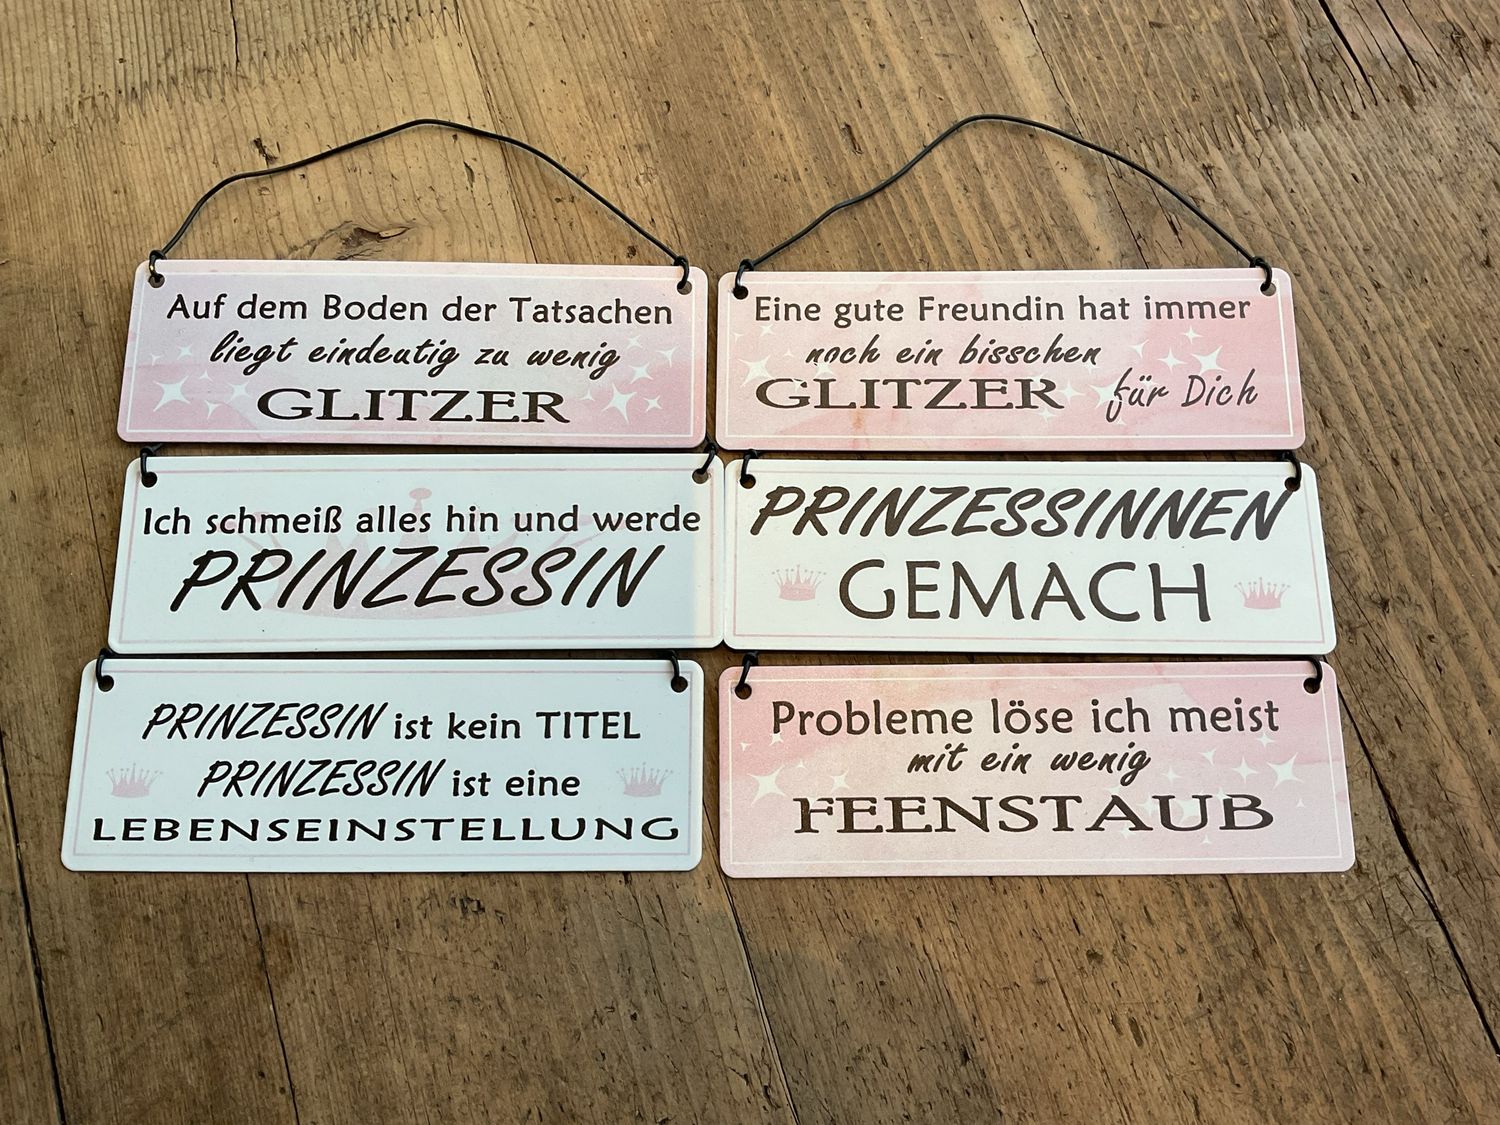 Auf dem Boden der Tatsachen
liegt eindeutig zu wenig
GLITZER
Ich schmeiß alles hin und werde
PRINZESSIN
PRINZESSIN ist kein TITEL
PRINZESSIN ist eine
LEBENSEINSTELLUNG
Eine gute Freundin hat immer
noch ein bisschen
GLITZER für Dich
PRINZESSINNEN
GEMACH
Probleme löse ich meist
mit ein wenig
FEENSTAUB